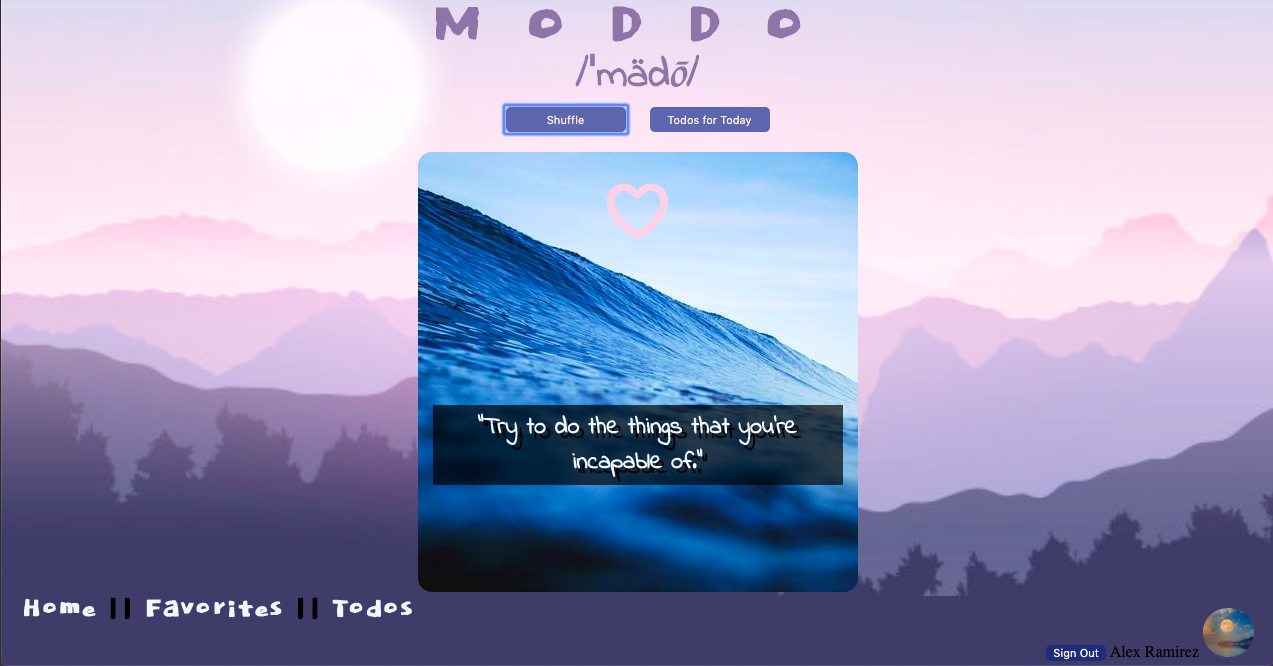 MODDO
/ˈmädō/
Shuffle
Todos for Today
"Try to do the things that you're
incapable of."
Home || Favorites || Todos
Sign Out Alex Ramirez